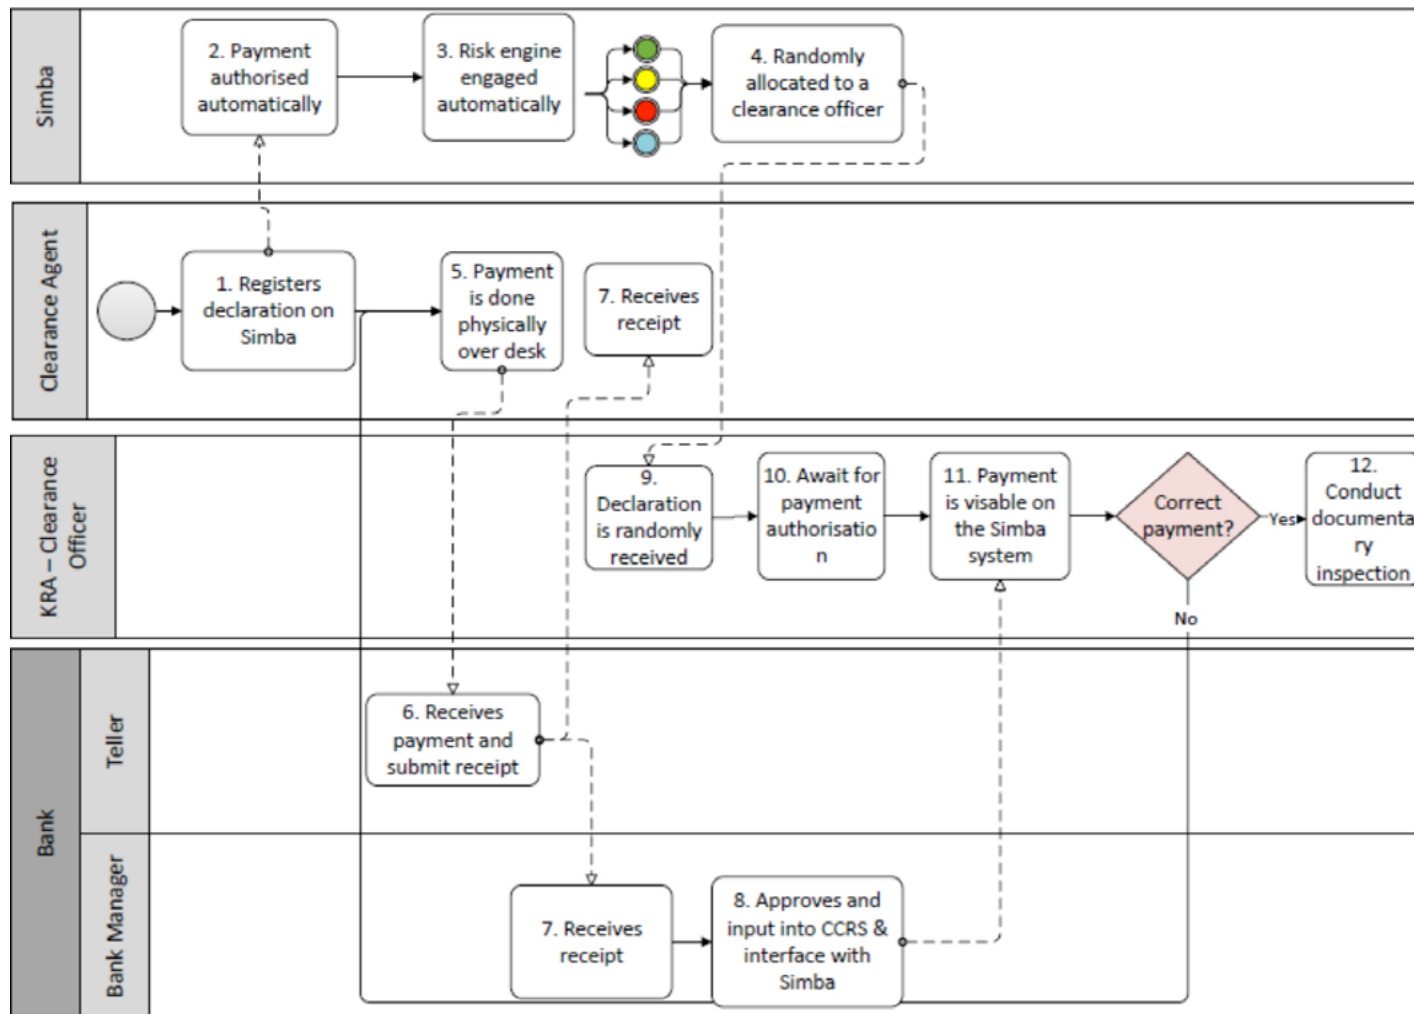 Simba
2. Payment
authorised
automatically
3. Risk engine
engaged
automatically
4. Randomly
allocated to a
clearance officer
Clearance Agent
1. Registers
declaration on
Simba
5. Payment
is done
physically
over desk
7. Receives
receipt
KRA – Clearance
Officer
9.
Declaration
is randomly
received
10. Await for
payment
authorisatio
n
11. Payment
is visable on
the Simba
system
Correct
payment?
Yes
No
12.
Conduct
documenta
ry
inspection
Bank
Teller
6. Receives
payment and
submit receipt
Bank Manager
7. Receives
receipt
8. Approves and
input into CCRS &
interface with
Simba